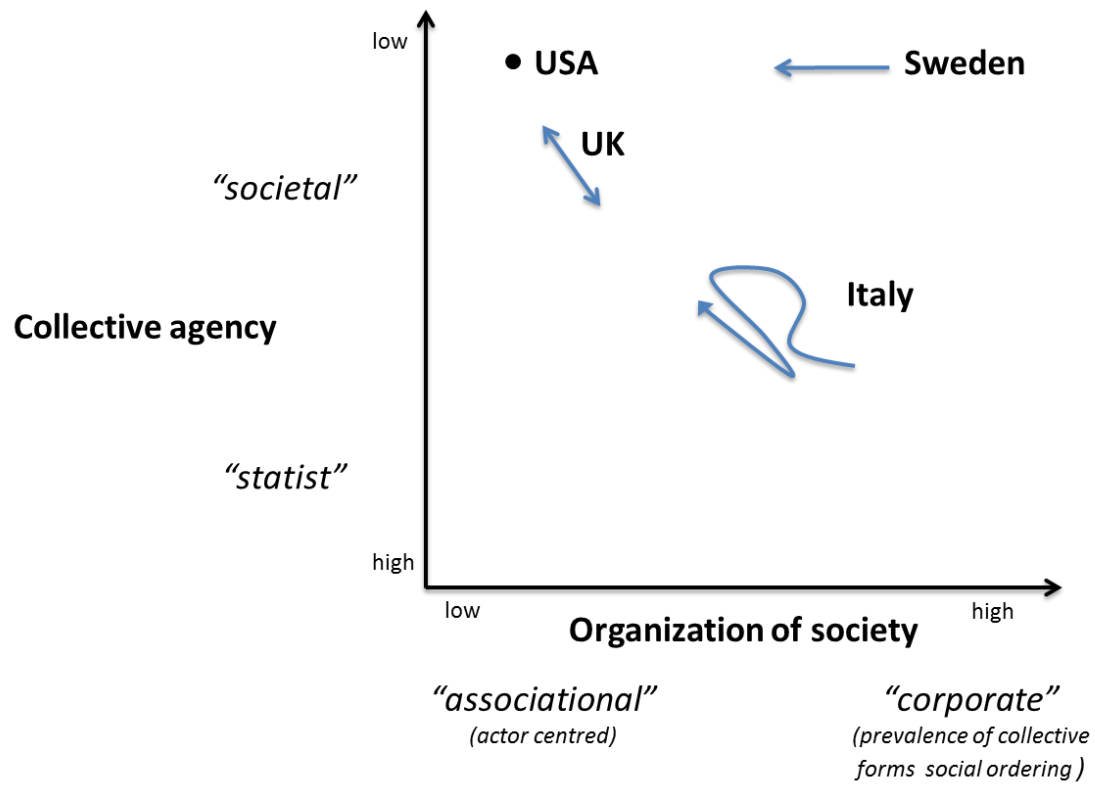 low
USA
Sweden
UK
“societal”
Italy
Collective agency
“statist”
high
low
high
Organization of society
“associational”
(actor centred)
“corporate”
(prevalence of collective
forms social ordering)